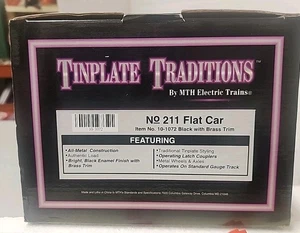 TINPLATE TRADITIONS™
By MTH Electric Trains®
Nº 211 Flat Car
Item No. 10-1072 Black with Brass Trim
FEATURING
• All-Metal Construction
• Authentic Load
• Bright, Black Enamel Finish with
Brass Trim
• Traditional Tinplate Styling
• Operating Latch Couplers
• Metal Wheels & Axles
• Operates On Standard Gauge Track